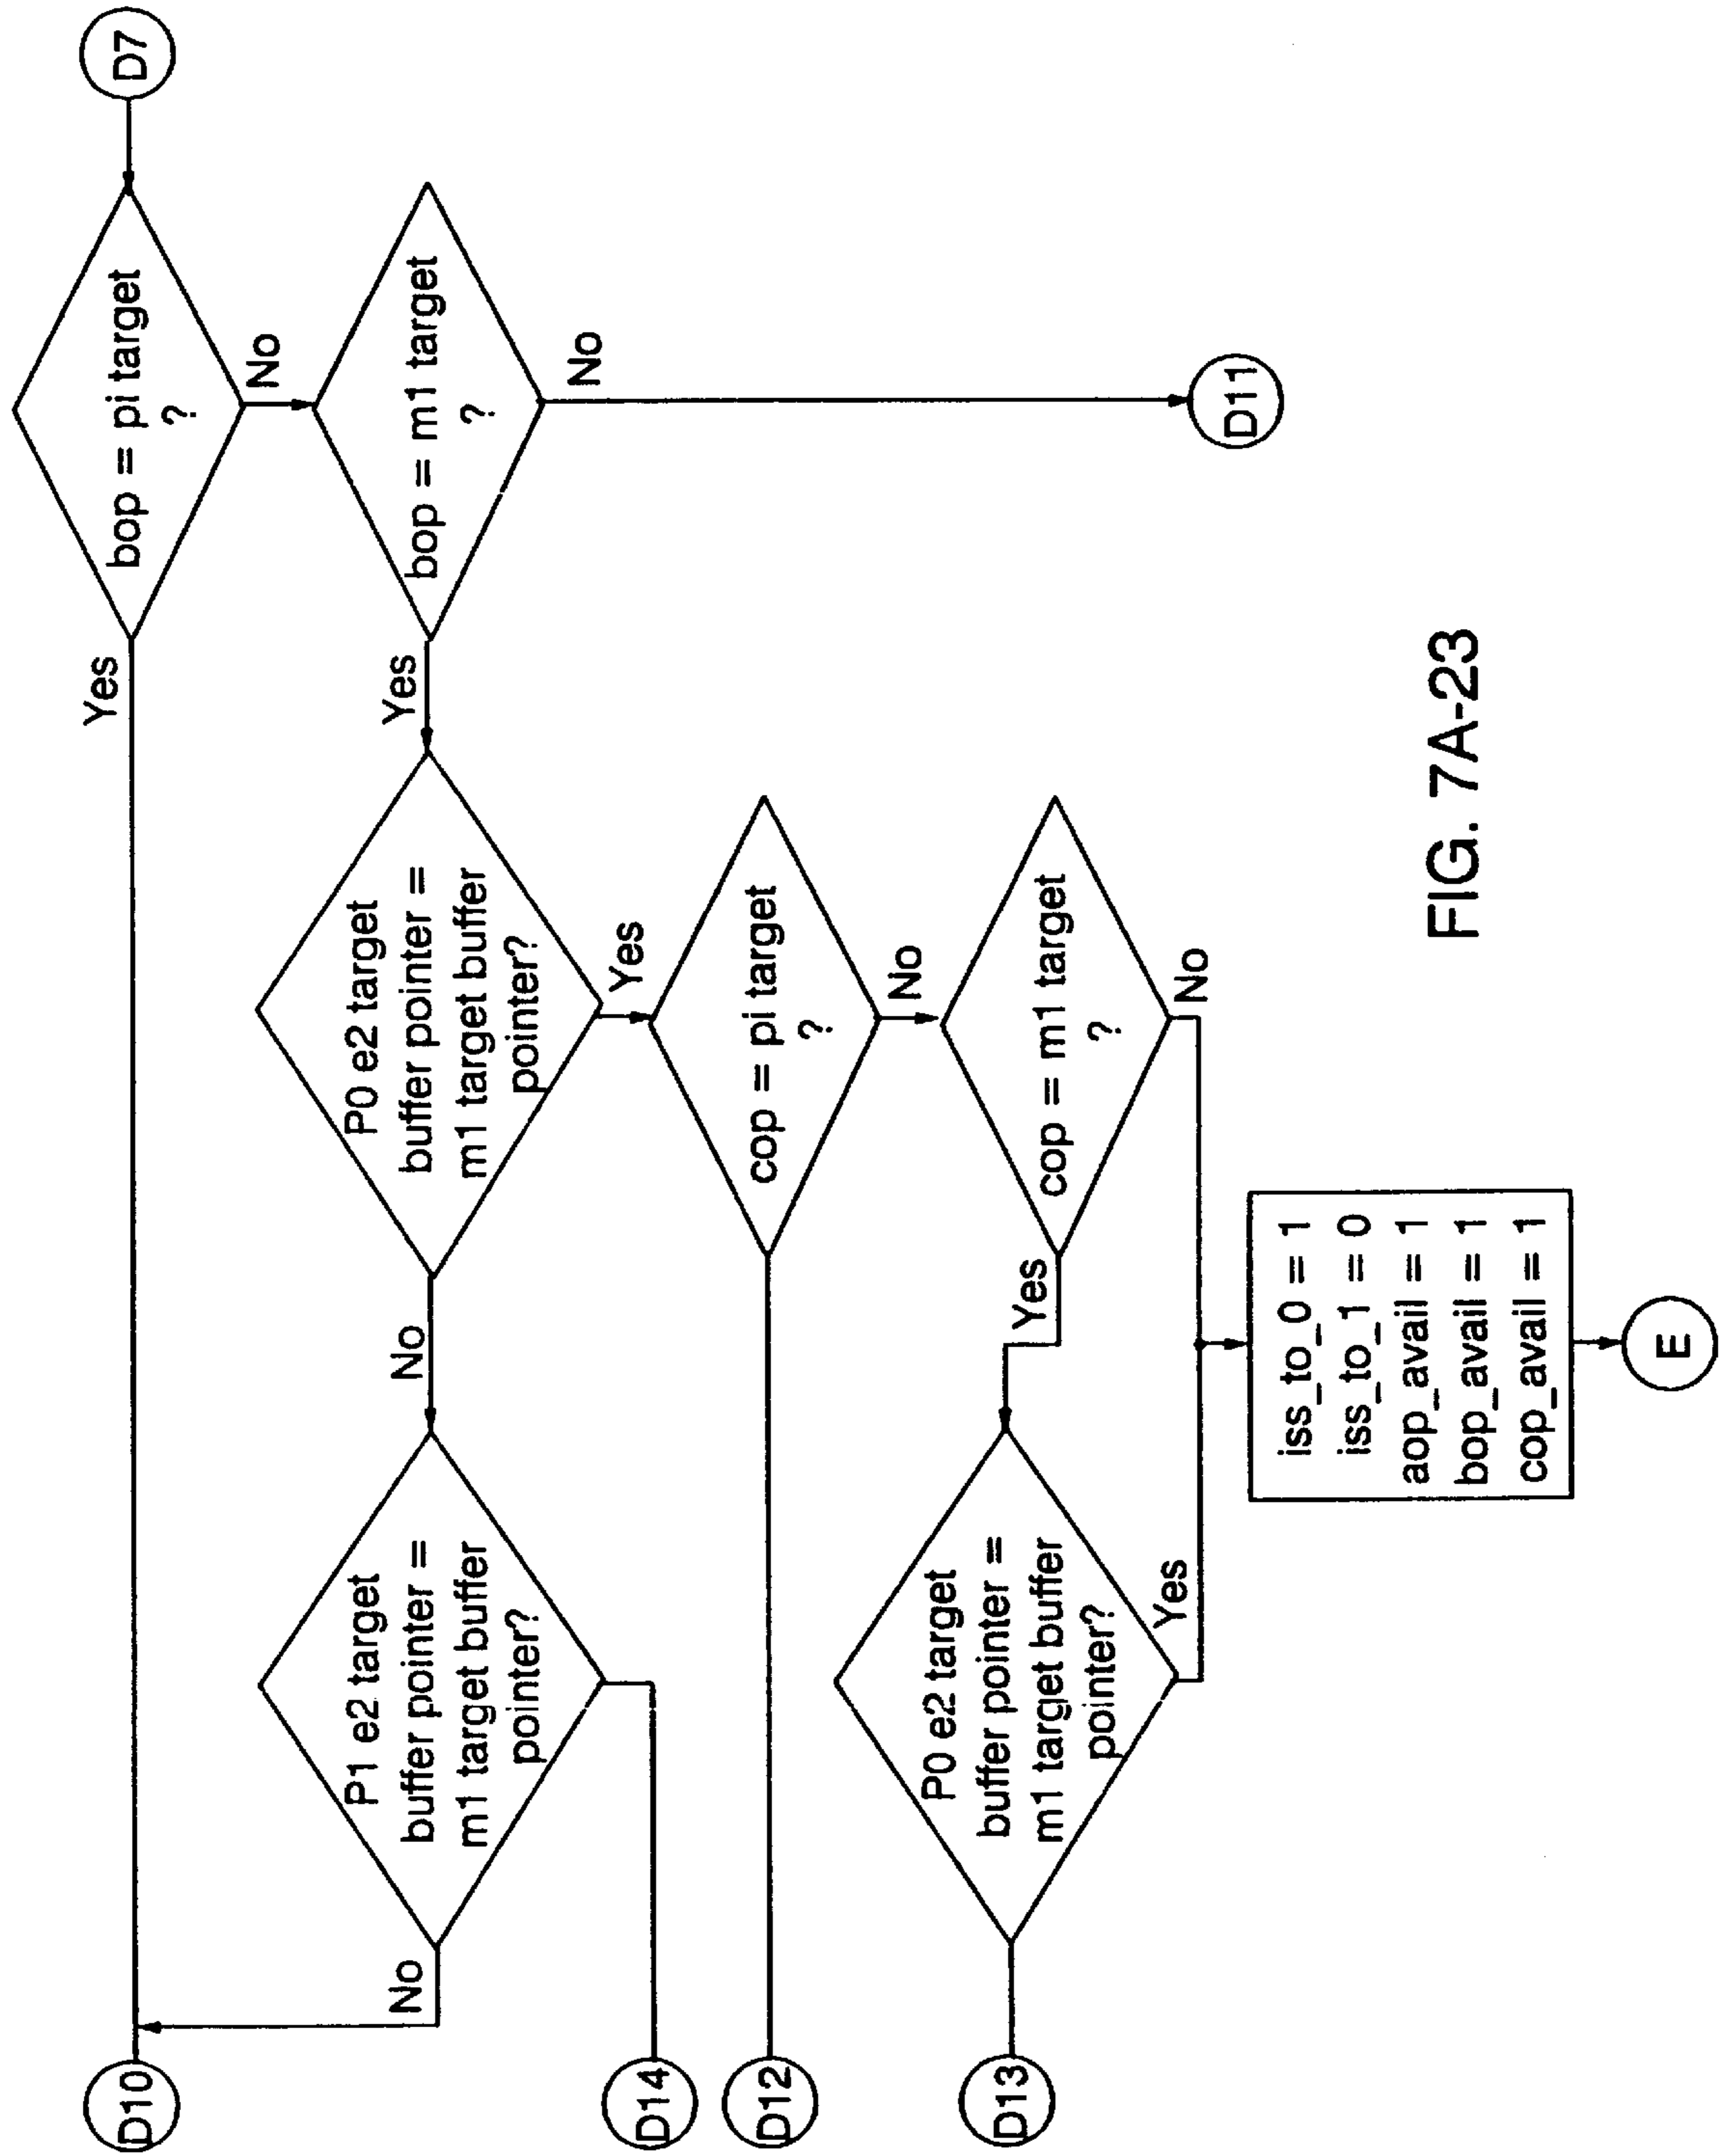 D7
bop = pi target
?
Yes
No
bop = m1 target
?
Yes
No
D11
P0 e2 target
buffer pointer =
m1 target buffer
pointer?
No
Yes
P1 e2 target
buffer pointer =
m1 target buffer
pointer?
No
D10
D14
cop = pi target
?
No
D12
cop = m1 target
?
Yes
No
P0 e2 target
buffer pointer =
m1 target buffer
pointer?
Yes
D13
iss_to_0 = 1
iss_to_1 = 0
aop_avail = 1
bop_avail = 1
cop_avail = 1
E
FIG. 7A-23